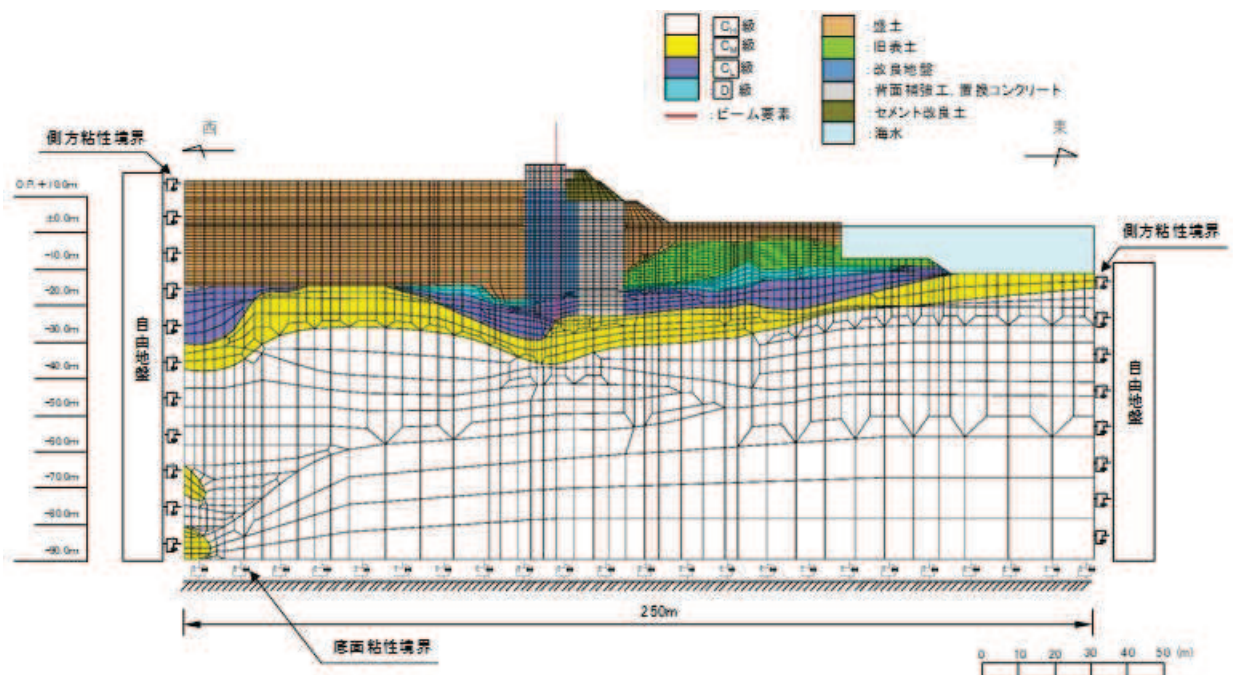 C_H 級
C_M 級
C_L 級
D 級
:ビーム要素
:盛土
:旧表土
:改良地盤
:背面補強工、置換コンクリート
:セメント改良土
:海水
西
東
側方粘性境界
側方粘性境界
O.P.+10.0m
±0.0m
-10.0m
-20.0m
-30.0m
-40.0m
-50.0m
-60.0m
-70.0m
-80.0m
-90.0m
自由地盤
自由地盤
250m
底面粘性境界
0 10 20 30 40 50 (m)